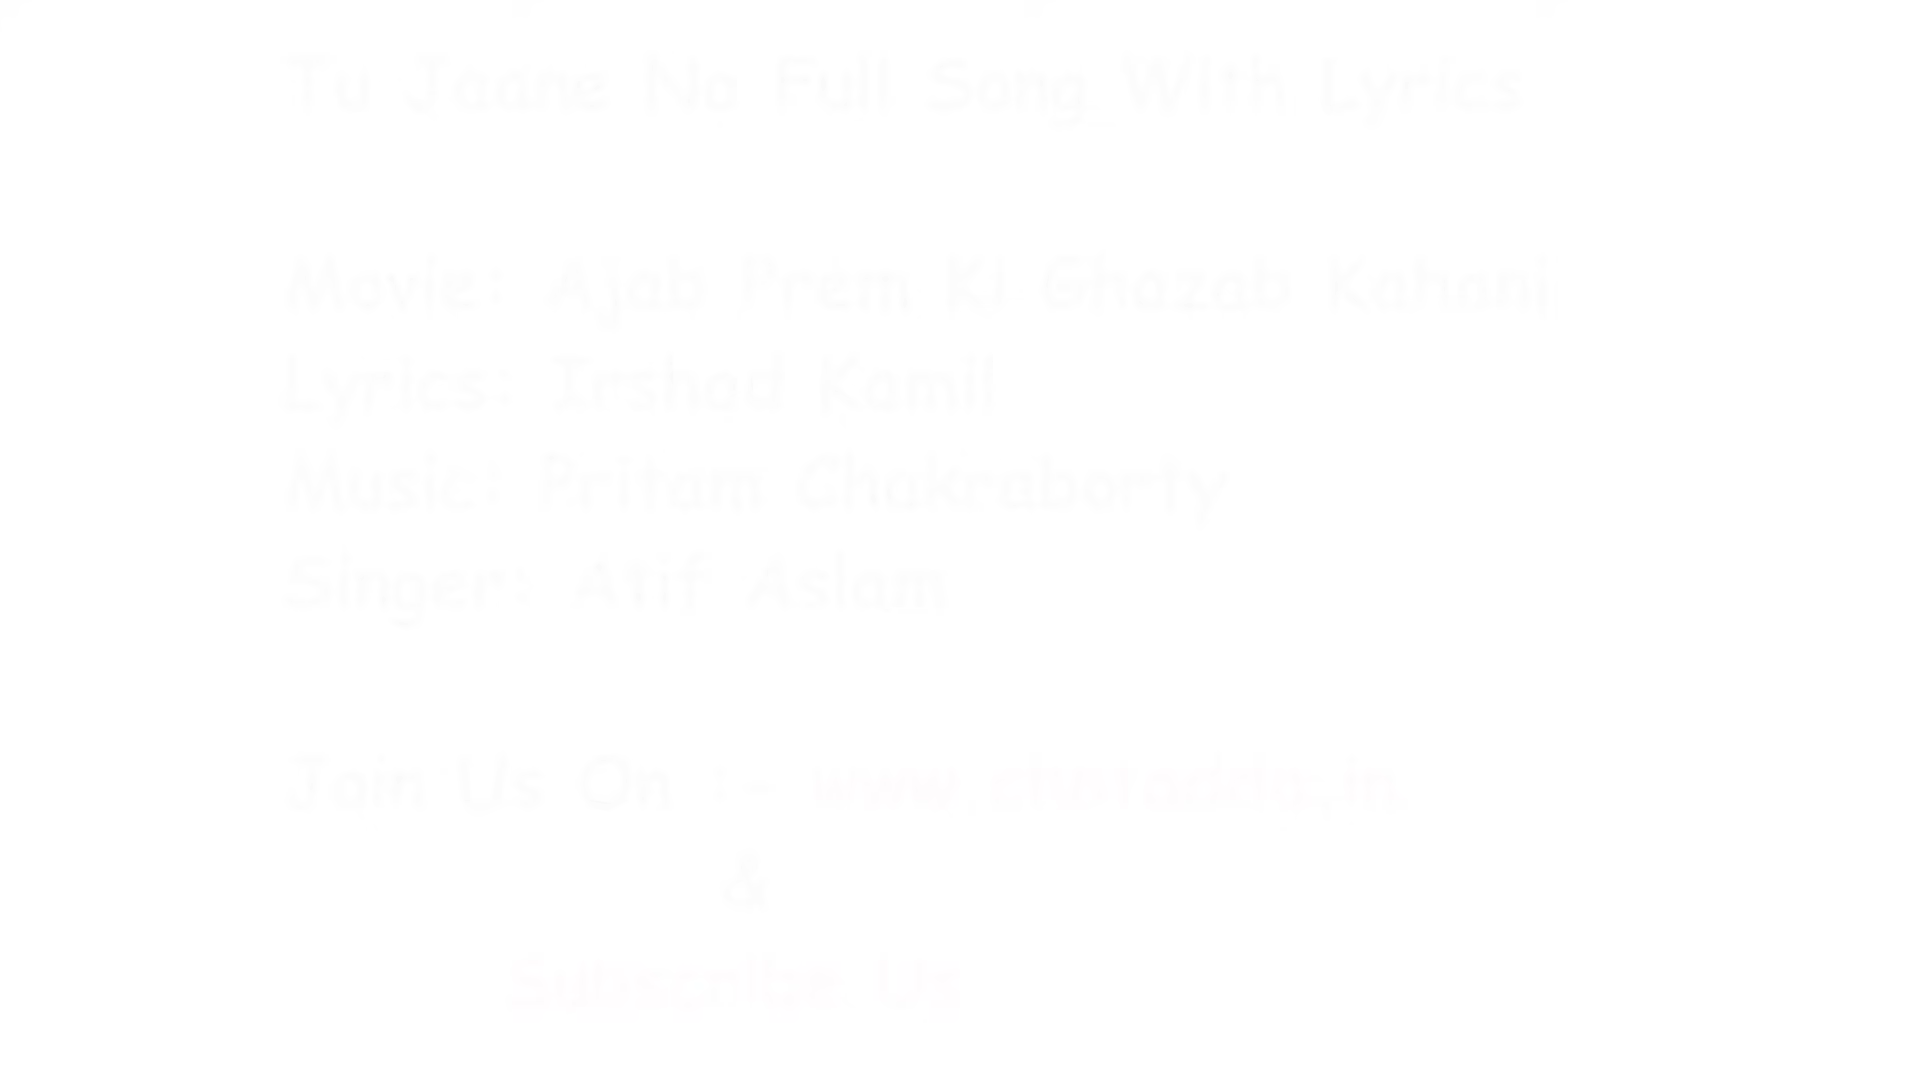 Tu Jaane Na Full Song With Lyrics
Movie: Ajab Prem Ki Ghazab Kahani
Lyrics: Irshad Kamil
Music: Pritam Chakraborty
Singer: Atif Aslam
Join Us On :-
&
Subscribe Us